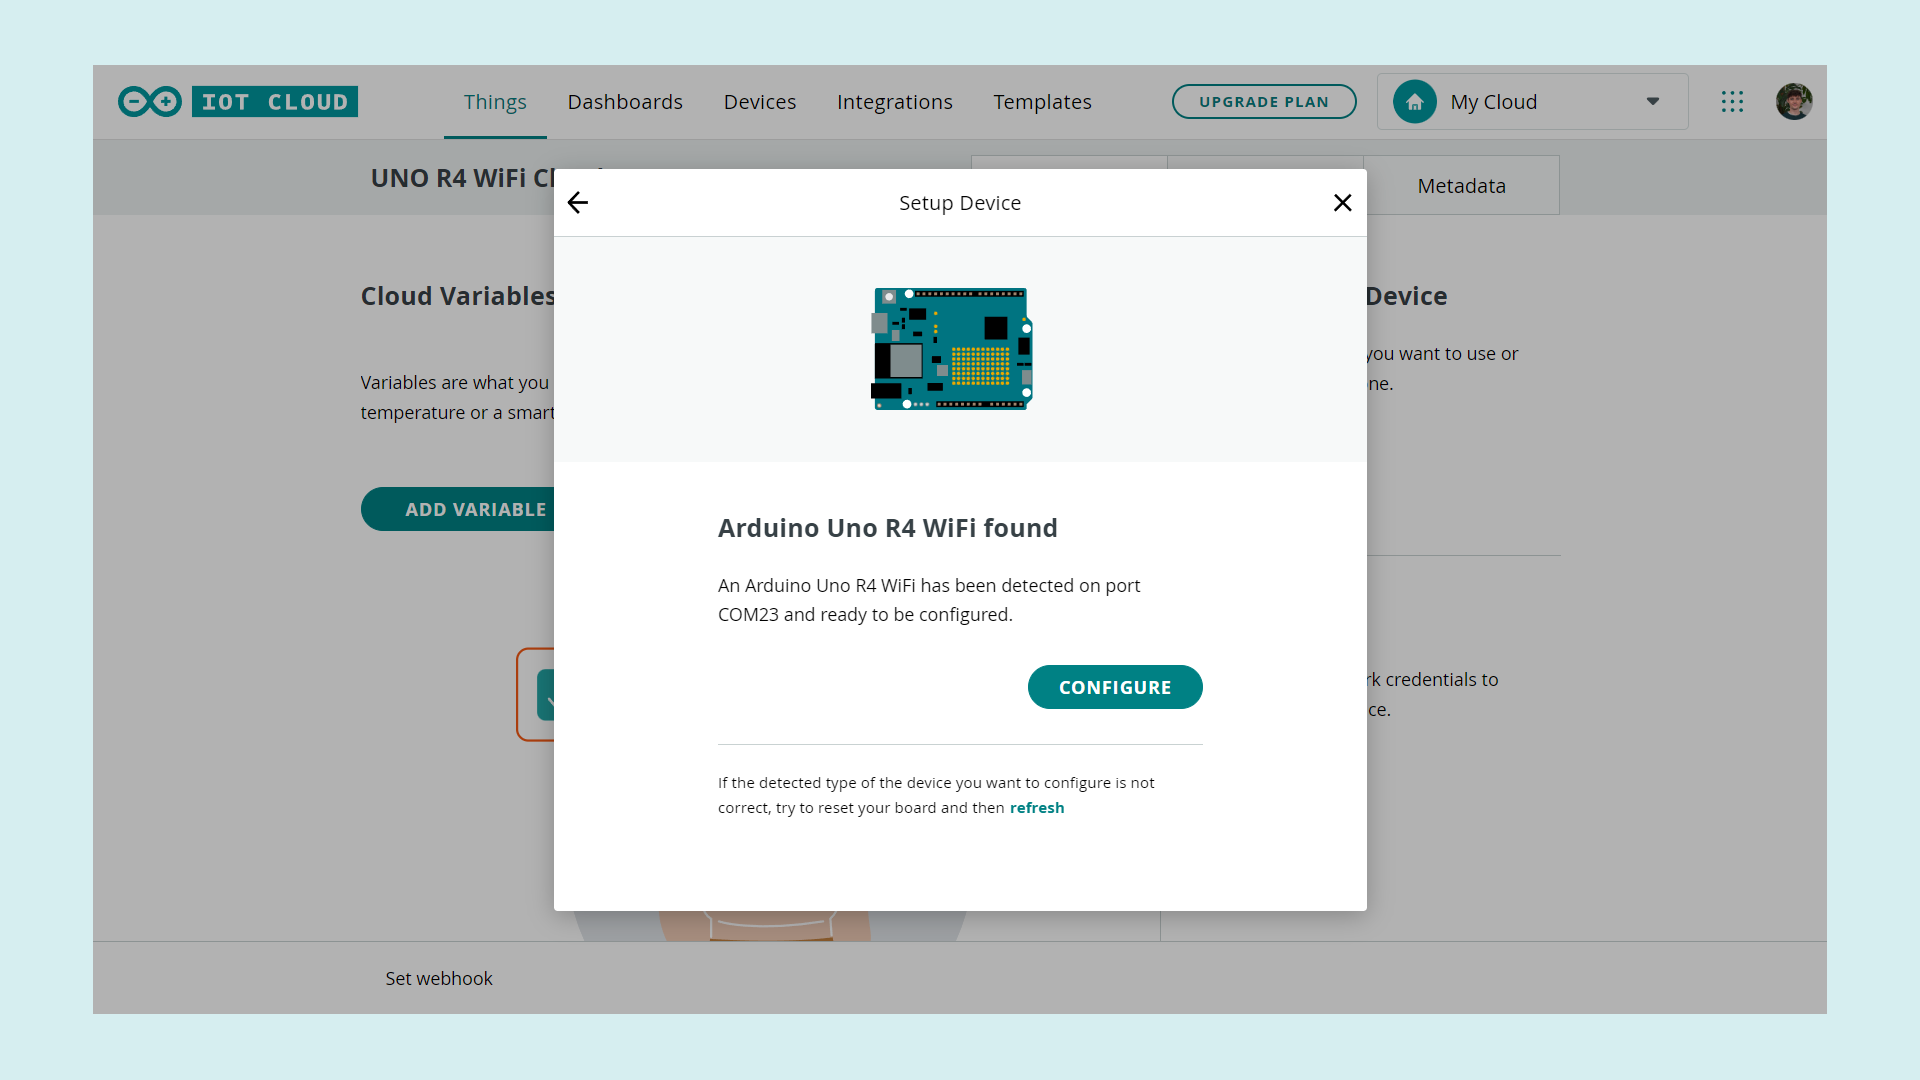 IOT CLOUD
Things
Dashboards
Devices
Integrations
Templates
UPGRADE PLAN
My Cloud
UNO R4 WiFi
Metadata
Setup Device
Cloud Variables
Device
Variables are what you
temperature or a smart
you want to use or
ADD VARIABLE
Arduino Uno R4 WiFi found
An Arduino Uno R4 WiFi has been detected on port
COM23 and ready to be configured.
CONFIGURE
credentials to
If the detected type of the device you want to configure is not
correct, try to reset your board and then refresh
Set webhook